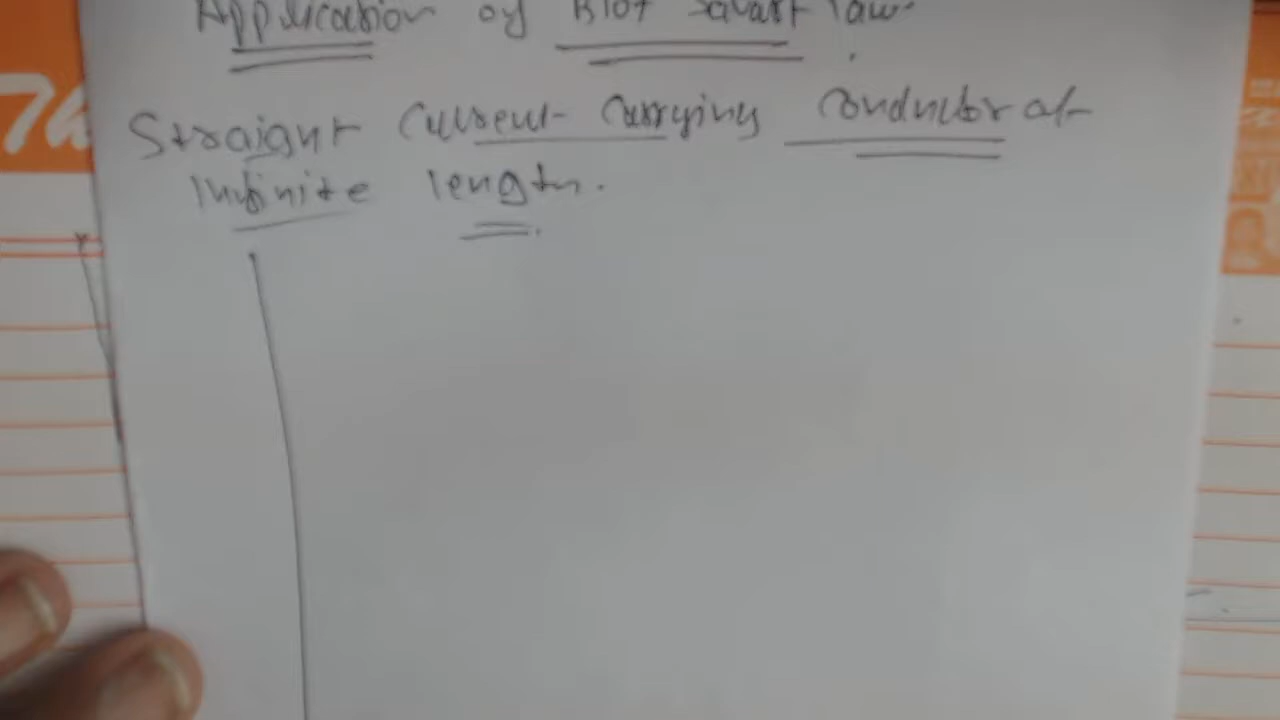 Application of Biot Savart law.
Straight Current Carrying Conductor of
Infinite length.